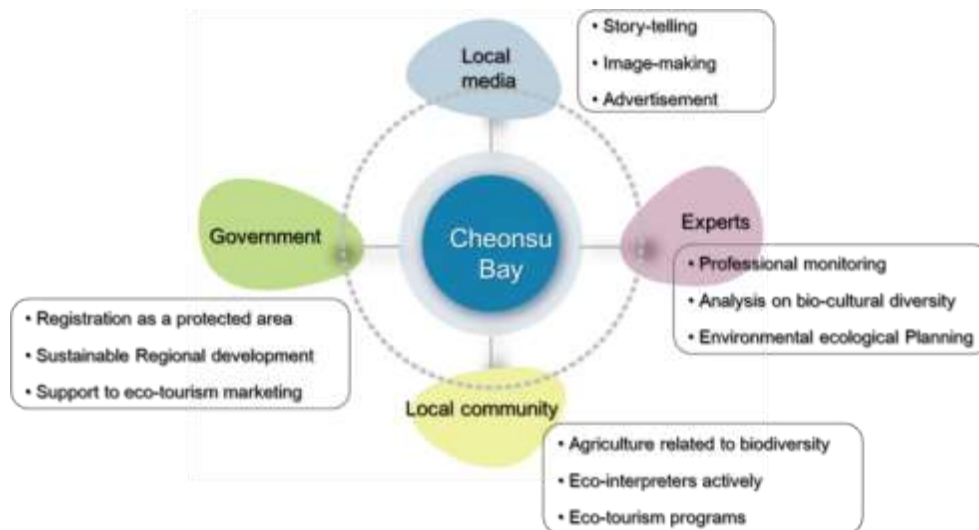 Local
media
• Story-telling
• Image-making
• Advertisement
Government
• Registration as a protected area
• Sustainable Regional development
• Support to eco-tourism marketing
Cheonsu
Bay
Experts
• Professional monitoring
• Analysis on bio-cultural diversity
• Environmental ecological Planning
Local community
• Agriculture related to biodiversity
• Eco-interpreters actively
• Eco-tourism programs